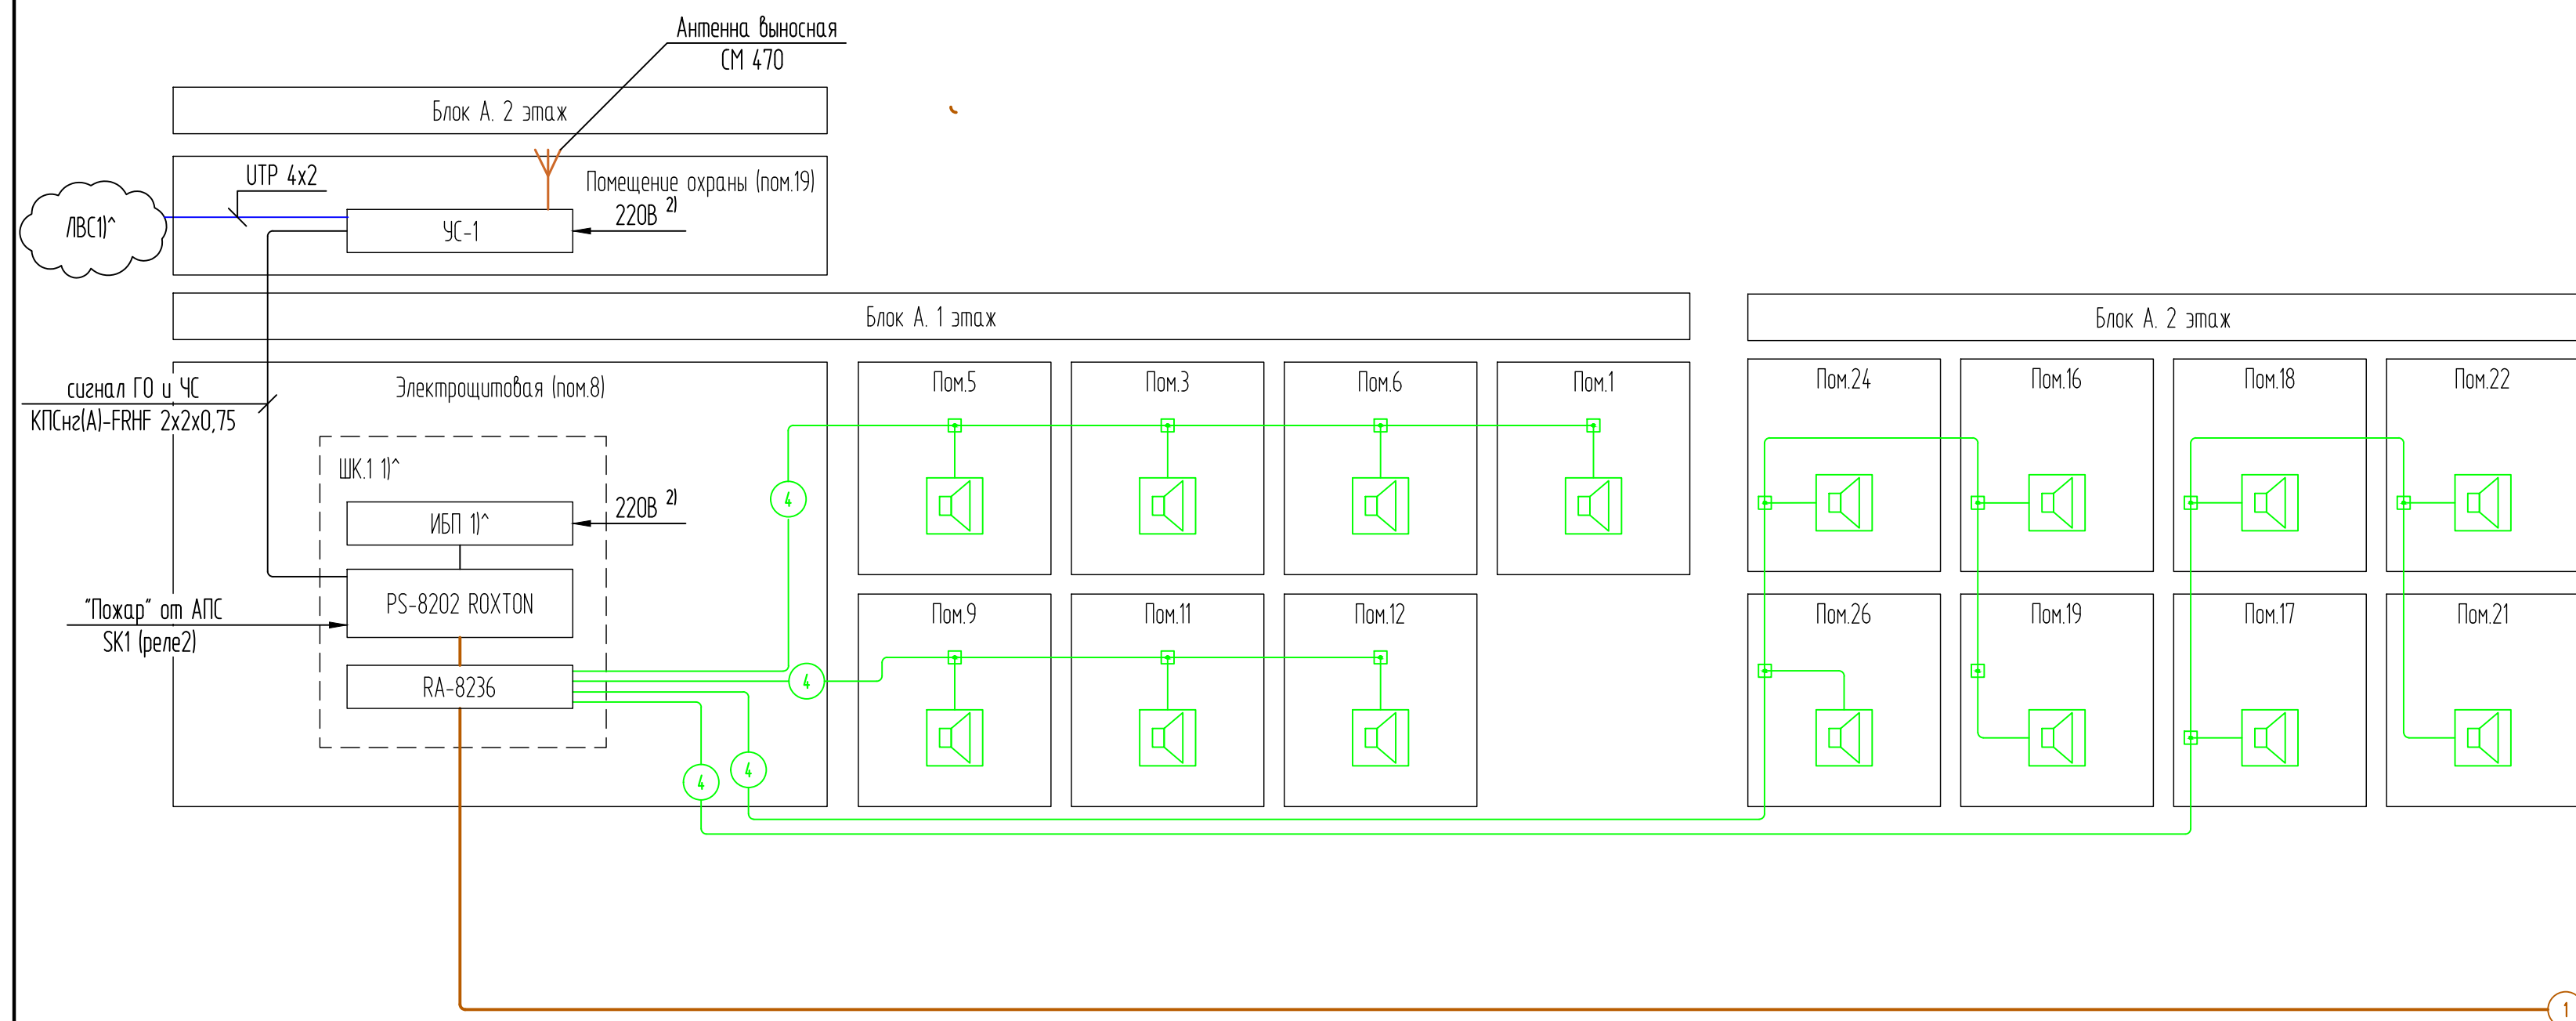 Антенна выносная
СМ 470
Блок А. 2 этаж
UTP 4х2
Помещение охраны (пом.19)
220В 2)
ЛВС1)^
УС-1
Блок А. 1 этаж
Блок А. 2 этаж
сигнал ГО и ЧС
КПСнг(А)-FRHF 2х2х0,75
Электрощитовая (пом.8)
Пом.5
Пом.3
Пом.6
Пом.1
Пом.24
Пом.16
Пом.18
Пом.22
ШК.1 1)^
ИБП 1)^
220В 2)
4
"Пожар" от АПС
SK1 (реле2)
PS-8202 ROXTON
RA-8236
4
Пом.9
Пом.11
Пом.12
Пом.26
Пом.19
Пом.17
Пом.21
4
4
1